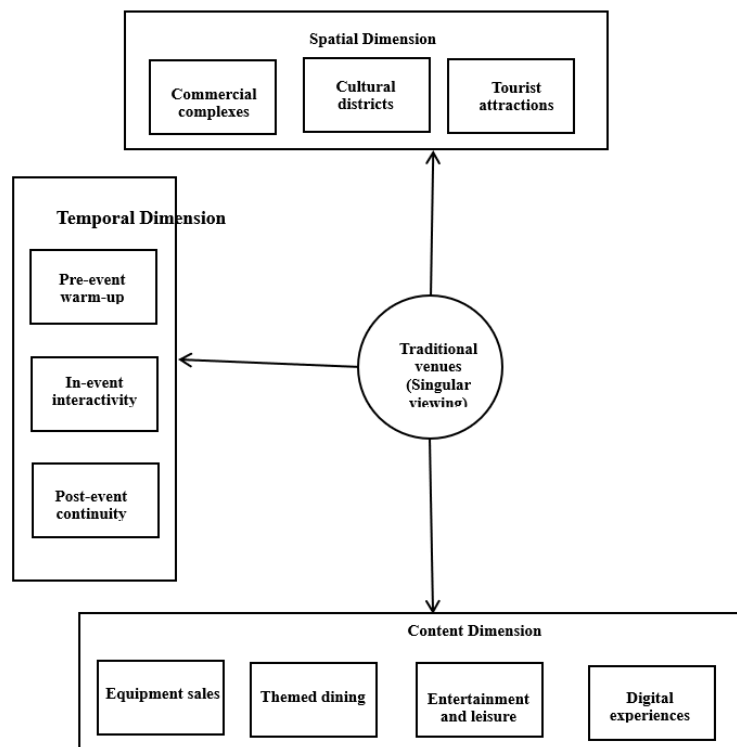 Spatial Dimension
Commercial
complexes
Cultural
districts
Tourist
attractions
Temporal Dimension
Pre-event
warm-up
In-event
interactivity
Post-event
continuity
Traditional
venues
(Singular
viewing)
Content Dimension
Equipment sales
Themed dining
Entertainment
and leisure
Digital
experiences